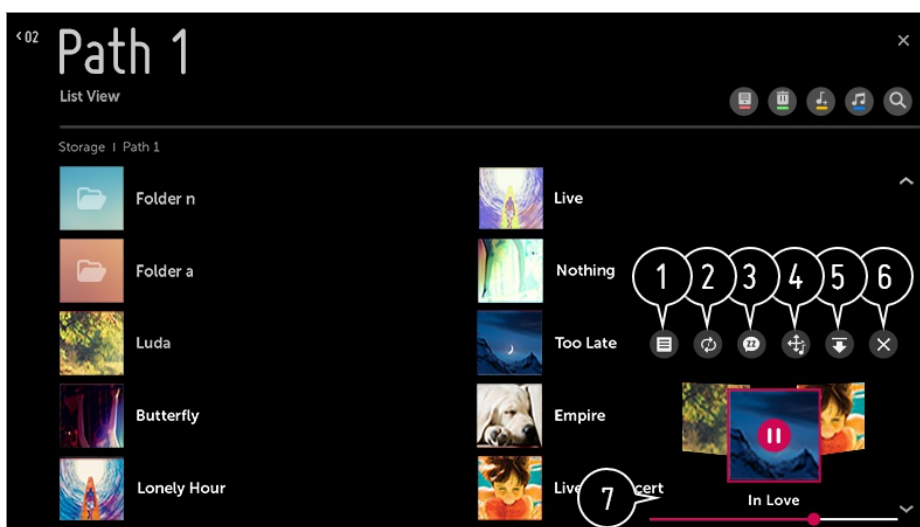 <02
Path 1
×
List View
Storage | Path 1
Folder n
Live
Folder a
Nothing
1 2 3 4 5 6
Luda
Too Late
ZZ
Butterfly
Empire
Lonely Hour
Live cert
7
In Love